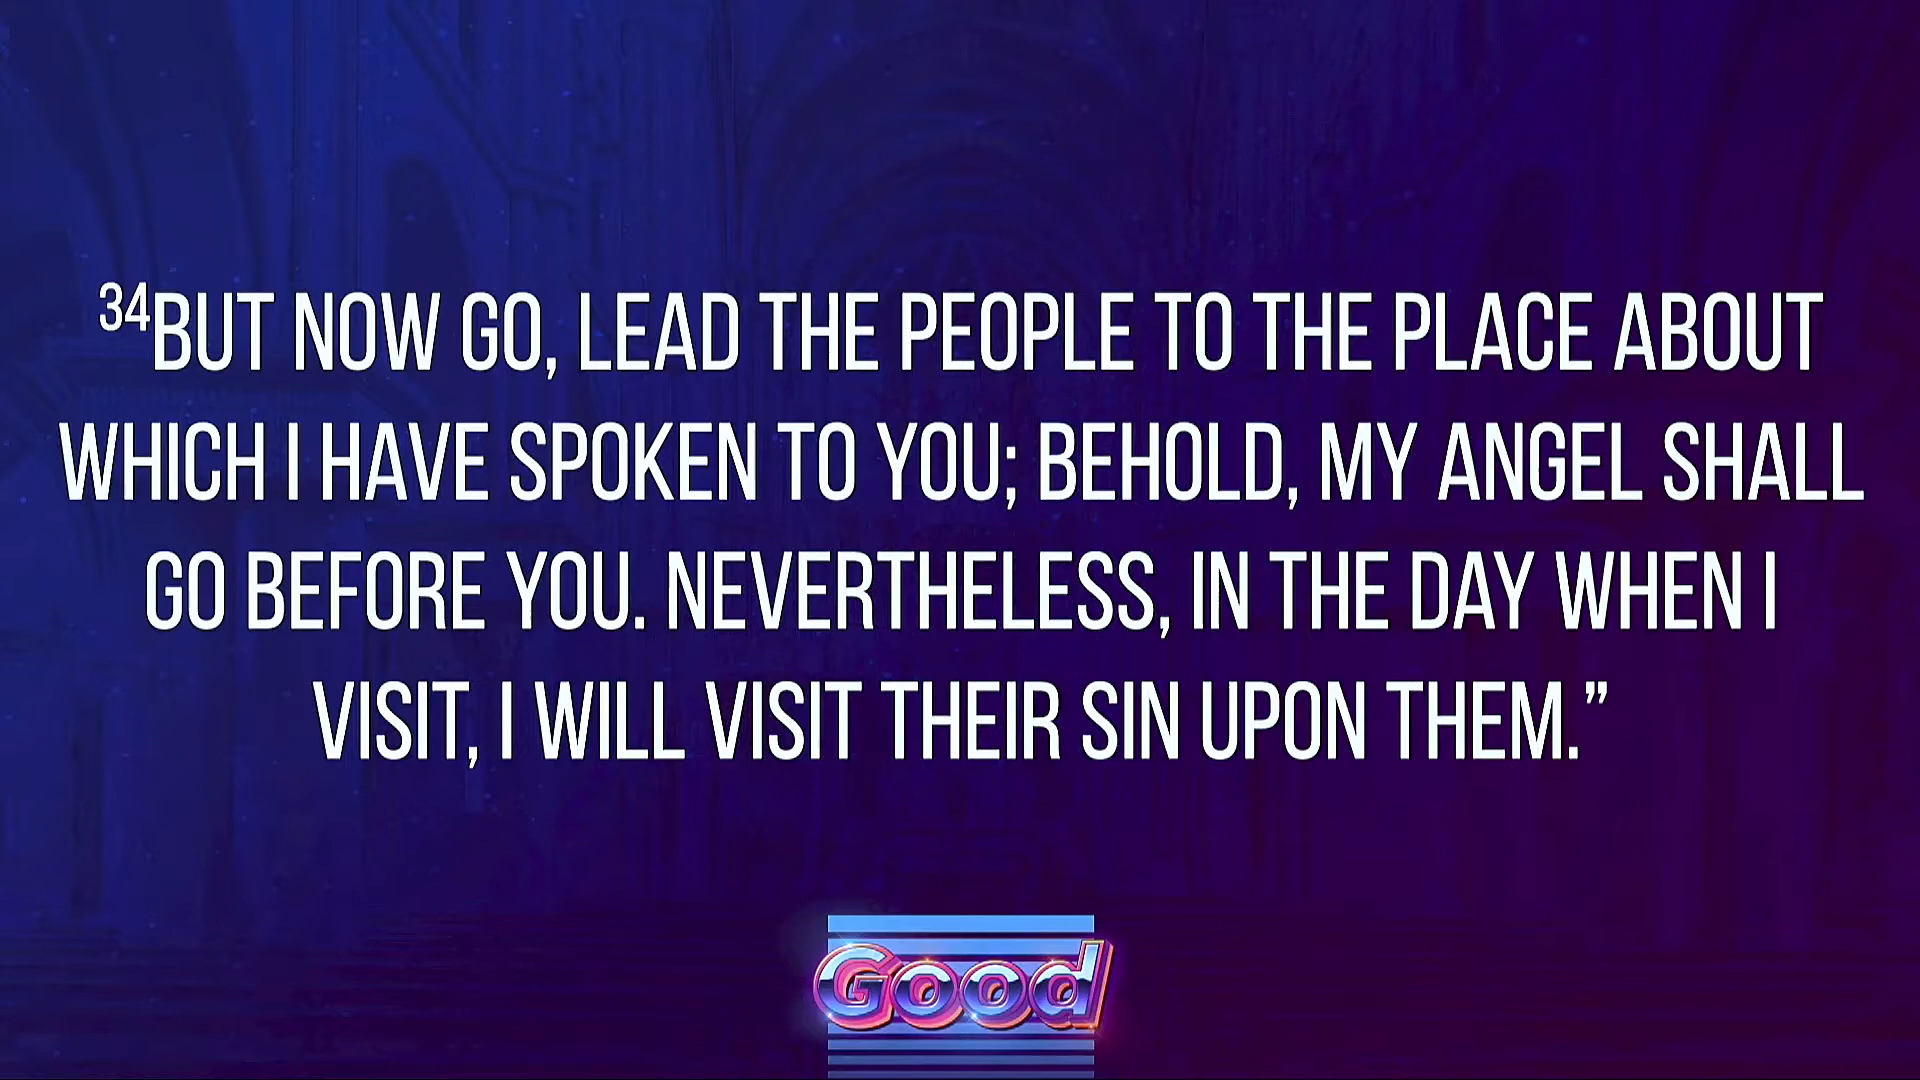 ³⁴BUT NOW GO, LEAD THE PEOPLE TO THE PLACE ABOUT
WHICH I HAVE SPOKEN TO YOU; BEHOLD, MY ANGEL SHALL
GO BEFORE YOU. NEVERTHELESS, IN THE DAY WHEN I
VISIT, I WILL VISIT THEIR SIN UPON THEM.”
Good